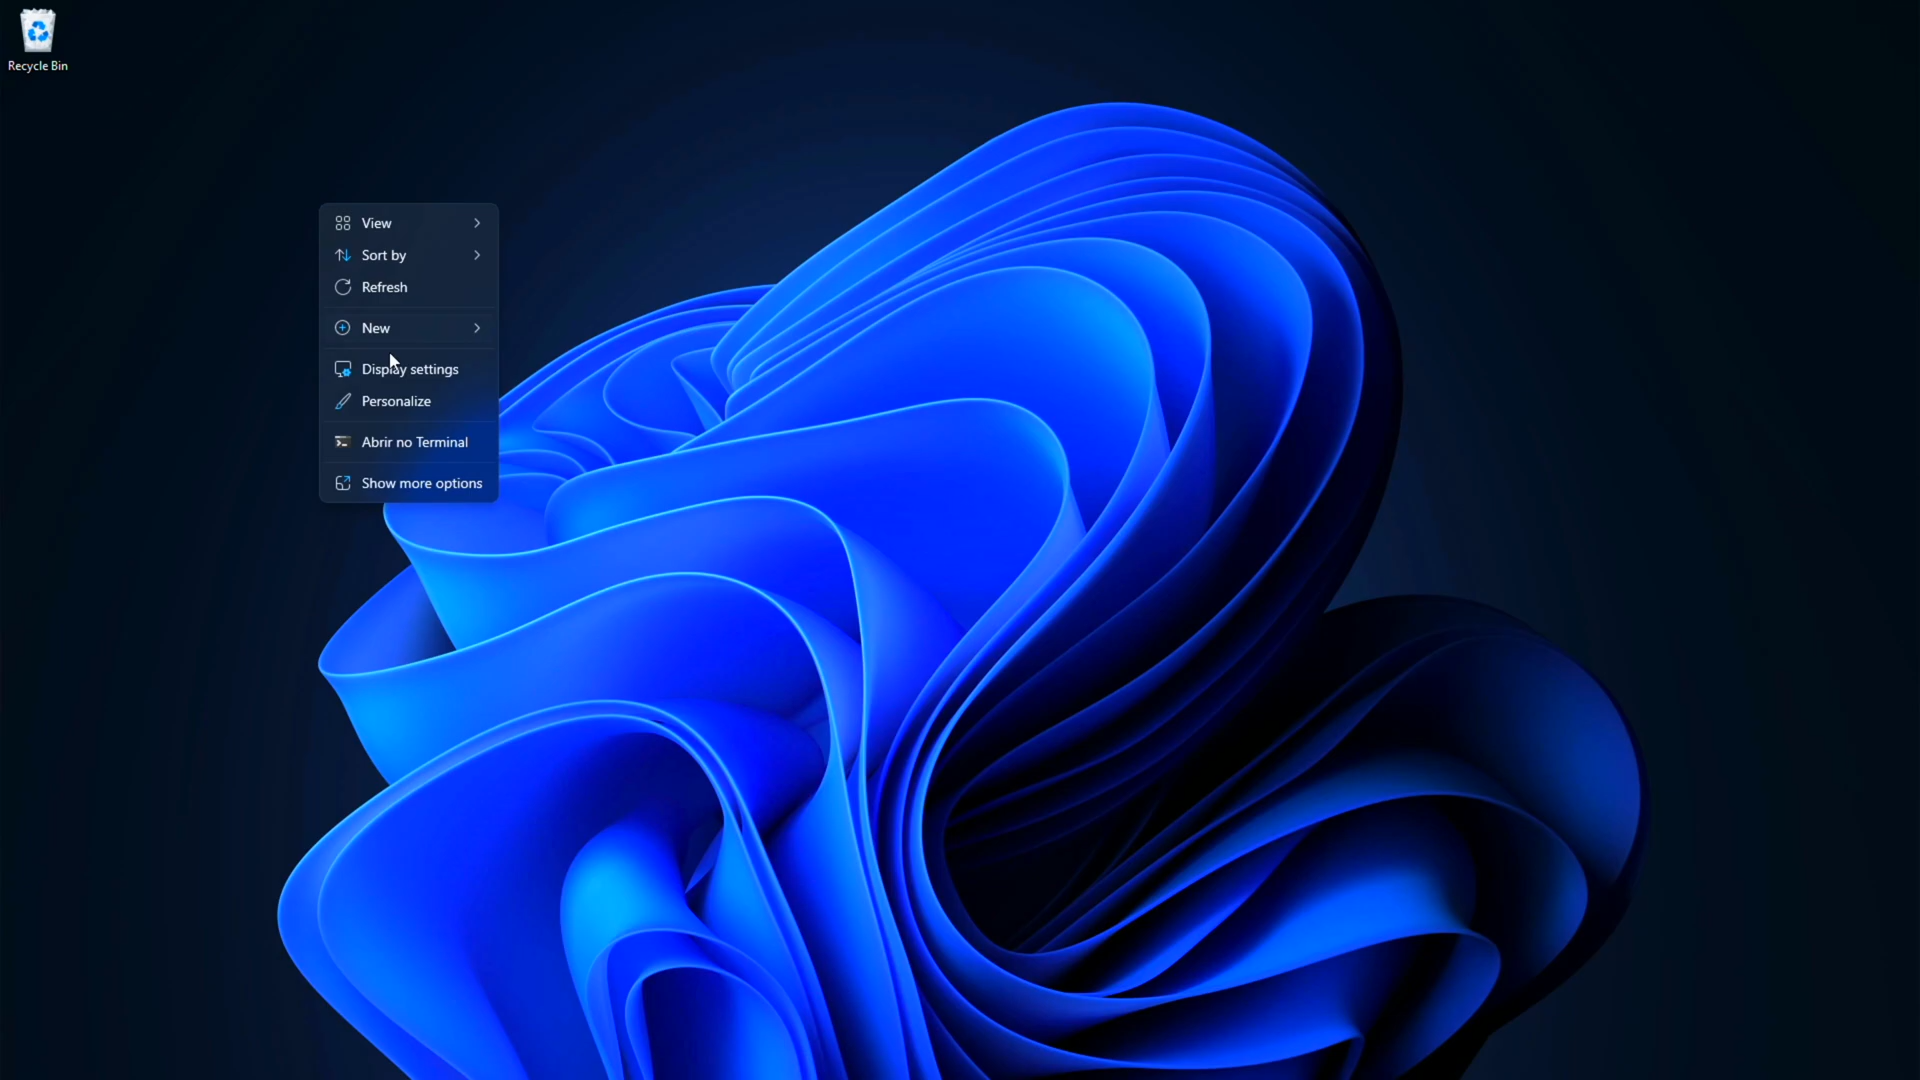 Recycle Bin
View
Sort by
Refresh
New
Display settings
Personalize
Abrir no Terminal
Show more options